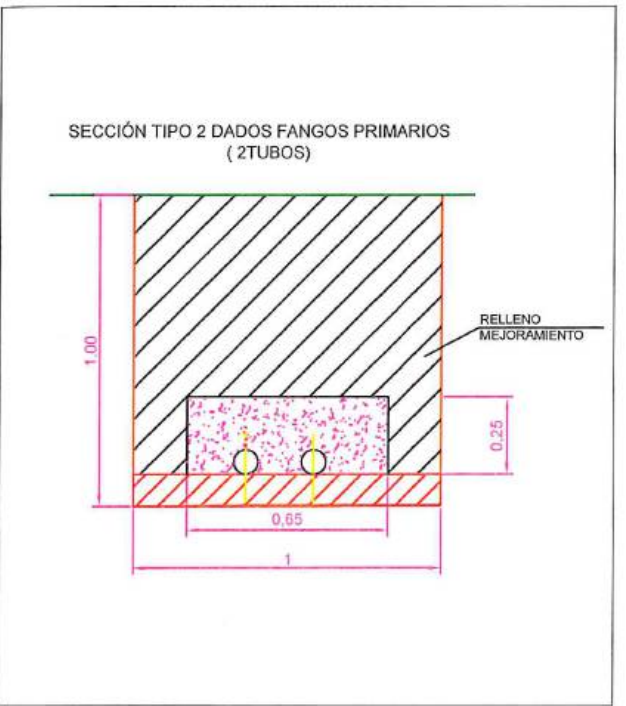 SECCIÓN TIPO 2 DADOS FANGOS PRIMARIOS
( 2TUBOS)
1.00
RELLENO
MEJORAMIENTO
0,25
0,65
1